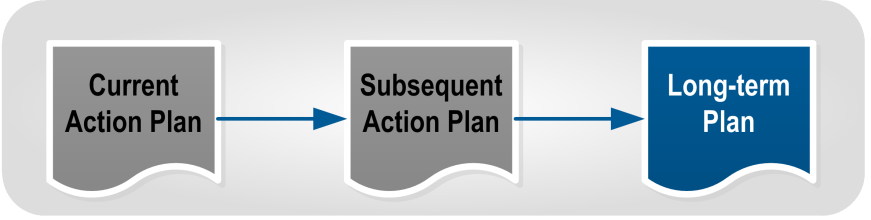 Current
Action Plan
Subsequent
Action Plan
Long-term
Plan